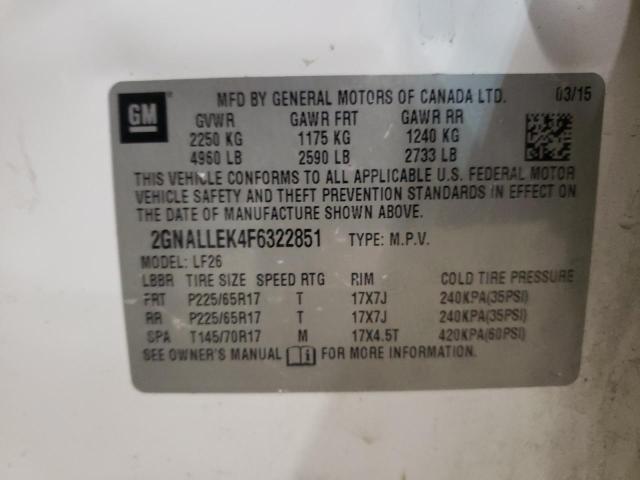 GM
MFD BY GENERAL MOTORS OF CANADA LTD. 03/15
GVWR GAWR FRT GAWR RR
2250 KG 1175 KG 1240 KG
4960 LB 2590 LB 2733 LB
THIS VEHICLE CONFORMS TO ALL APPLICABLE U.S. FEDERAL MOTOR
VEHICLE SAFETY AND THEFT PREVENTION STANDARDS IN EFFECT ON
THE DATE OF MANUFACTURE SHOWN ABOVE.
2GNALLEK4F6322851 TYPE: M.P.V.
MODEL: LF26
LBBR TIRE SIZE SPEED RTG RIM COLD TIRE PRESSURE
FRT P225/65R17 T 17X7J 240KPA(35PSI)
RR P225/65R17 T 17X7J 240KPA(35PSI)
SPA T145/70R17 M 17X4.5T 420KPA(60PSI)
SEE OWNER'S MANUAL FOR MORE INFORMATION.